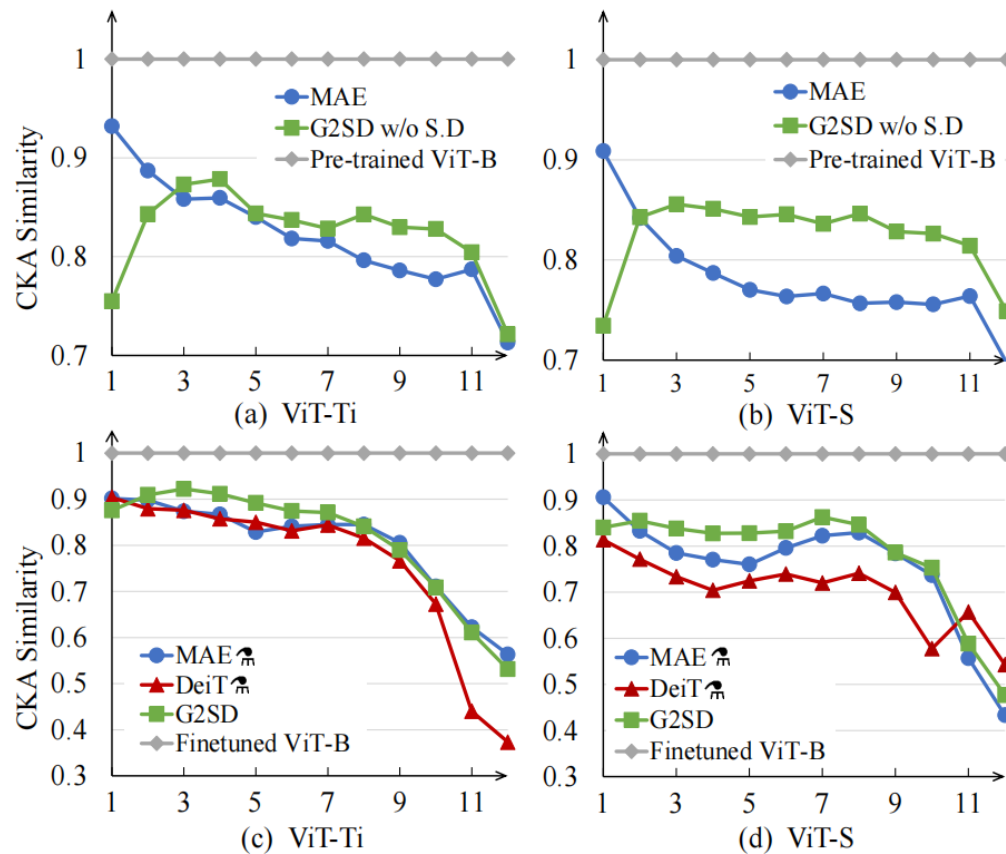 CKA Similarity
1
0.9
0.8
0.7
MAE
G2SD w/o S.D
Pre-trained ViT-B
1 3 5 7 9 11
(a) ViT-Ti
1
0.9
0.8
0.7
MAE
G2SD w/o S.D
Pre-trained ViT-B
1 3 5 7 9 11
(b) ViT-S
CKA Similarity
1
0.9
0.8
0.7
0.6
0.5
0.4
0.3
MAE⚗
DeiT⚗
G2SD
Finetuned ViT-B
1 3 5 7 9 11
(c) ViT-Ti
1
0.9
0.8
0.7
0.6
0.5
0.4
0.3
MAE⚗
DeiT⚗
G2SD
Finetuned ViT-B
1 3 5 7 9 11
(d) ViT-S